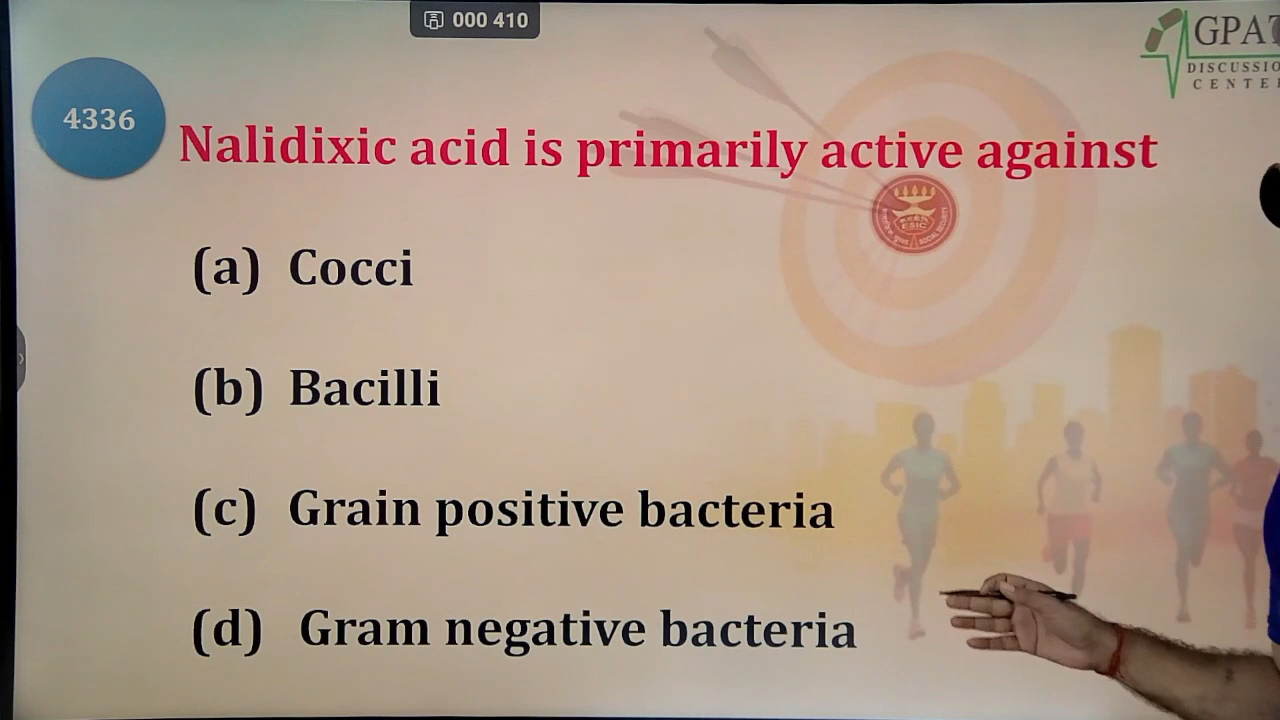 000 410
GPAT
DISCUSSIO
CENTE
4336
Nalidixic acid is primarily active against
ESIC
(a) Cocci
(b) Bacilli
(c) Grain positive bacteria
(d) Gram negative bacteria